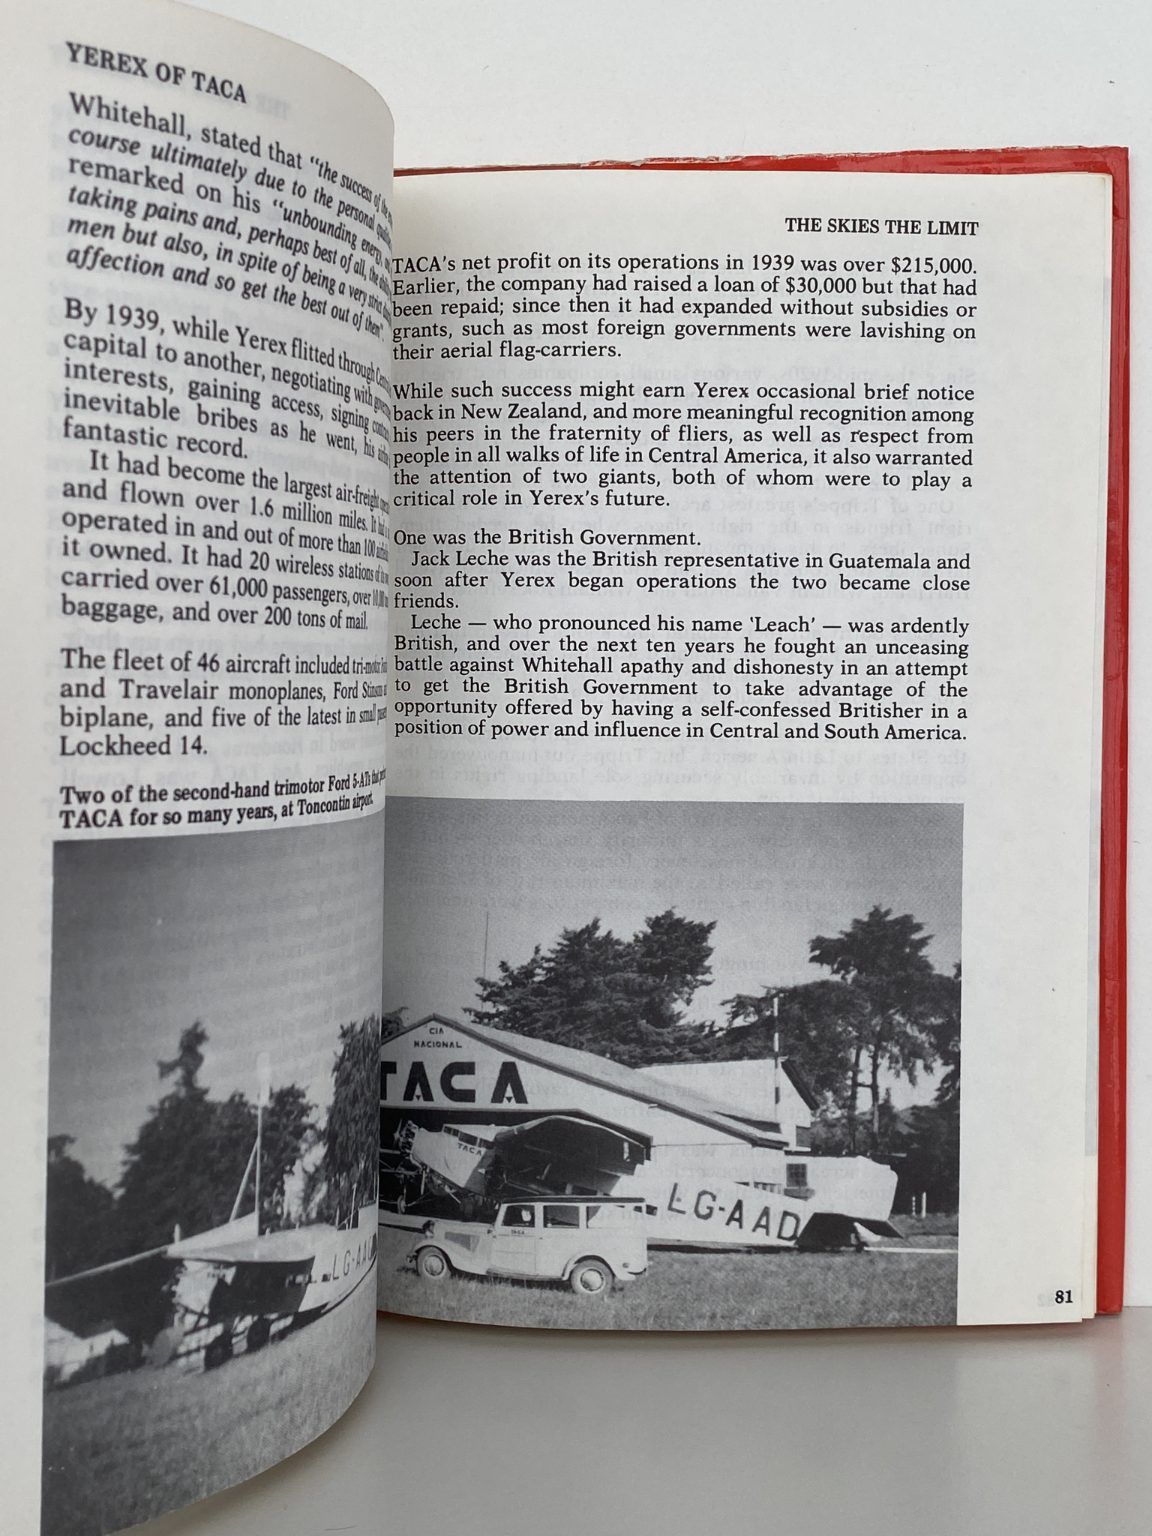 YEREX OF TACA
Whitehall, stated that "the success of the
course ultimately due to the personal
remarked on his "unbounding energy,
taking pains and, perhaps best of all, the
men but also, in spite of being a very strict
affection and so get the best out of them".
By 1939, while Yerex flitted through
capital to another, negotiating with
interests, gaining access, signing
inevitable bribes as he went, his
fantastic record.
It had become the largest air-freight
and flown over 1.6 million miles. It had
operated in and out of more than 100
it owned. It had 20 wireless stations of its
carried over 61,000 passengers, over
baggage, and over 200 tons of mail.
The fleet of 46 aircraft included tri-motor
and Travelair monoplanes, Ford Stinson
biplane, and five of the latest in small
Lockheed 14.
Two of the second-hand trimotor Ford 5-ATs that
TACA for so many years, at Toncontin airport.
LG-AA
THE SKIES THE LIMIT
TACA's net profit on its operations in 1939 was over $215,000.
Earlier, the company had raised a loan of $30,000 but that had
been repaid; since then it had expanded without subsidies or
grants, such as most foreign governments were lavishing on
their aerial flag-carriers.
While such success might earn Yerex occasional brief notice
back in New Zealand, and more meaningful recognition among
his peers in the fraternity of fliers, as well as respect from
people in all walks of life in Central America, it also warranted
the attention of two giants, both of whom were to play a
critical role in Yerex's future.
One was the British Government.
Jack Leche was the British representative in Guatemala and
soon after Yerex began operations the two became close
friends.
Leche — who pronounced his name 'Leach' — was ardently
British, and over the next ten years he fought an unceasing
battle against Whitehall apathy and dishonesty in an attempt
to get the British Government to take advantage of the
opportunity offered by having a self-confessed Britisher in a
position of power and influence in Central and South America.
CIA
NACIONAL
TACA
TACA
LG-AAD
81